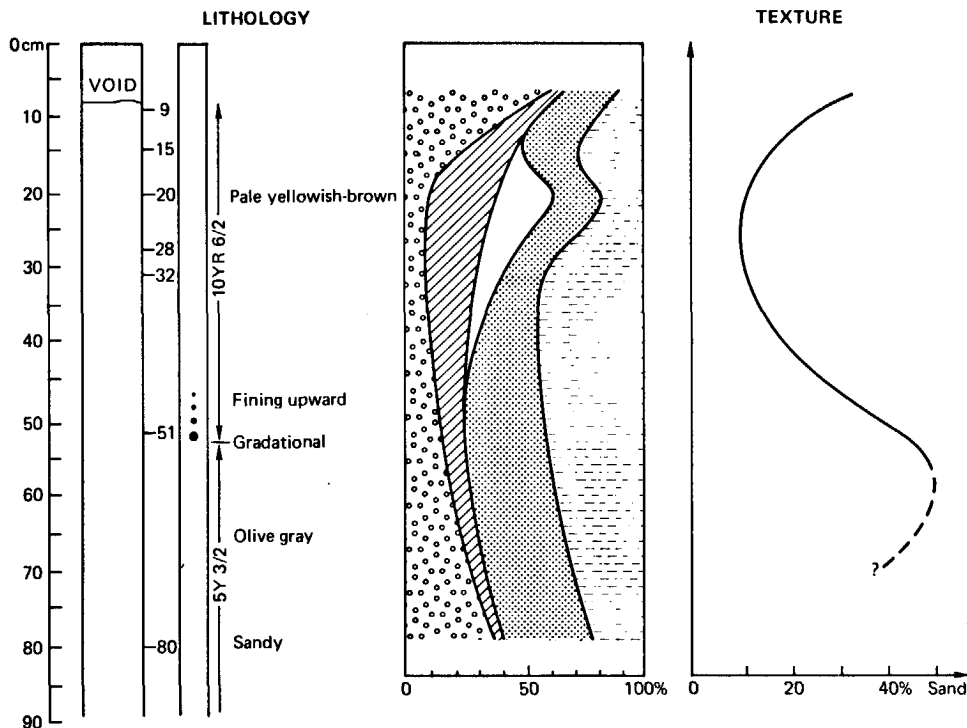 LITHOLOGY
TEXTURE
0 cm
10
20
30
40
50
60
70
80
90
VOID
9
15
20
28
32
51
80
10YR 6/2
5Y 3/2
Pale yellowish-brown
Fining upward
Gradational
Olive gray
Sandy
0
50
100%
?
0
20
40% Sand